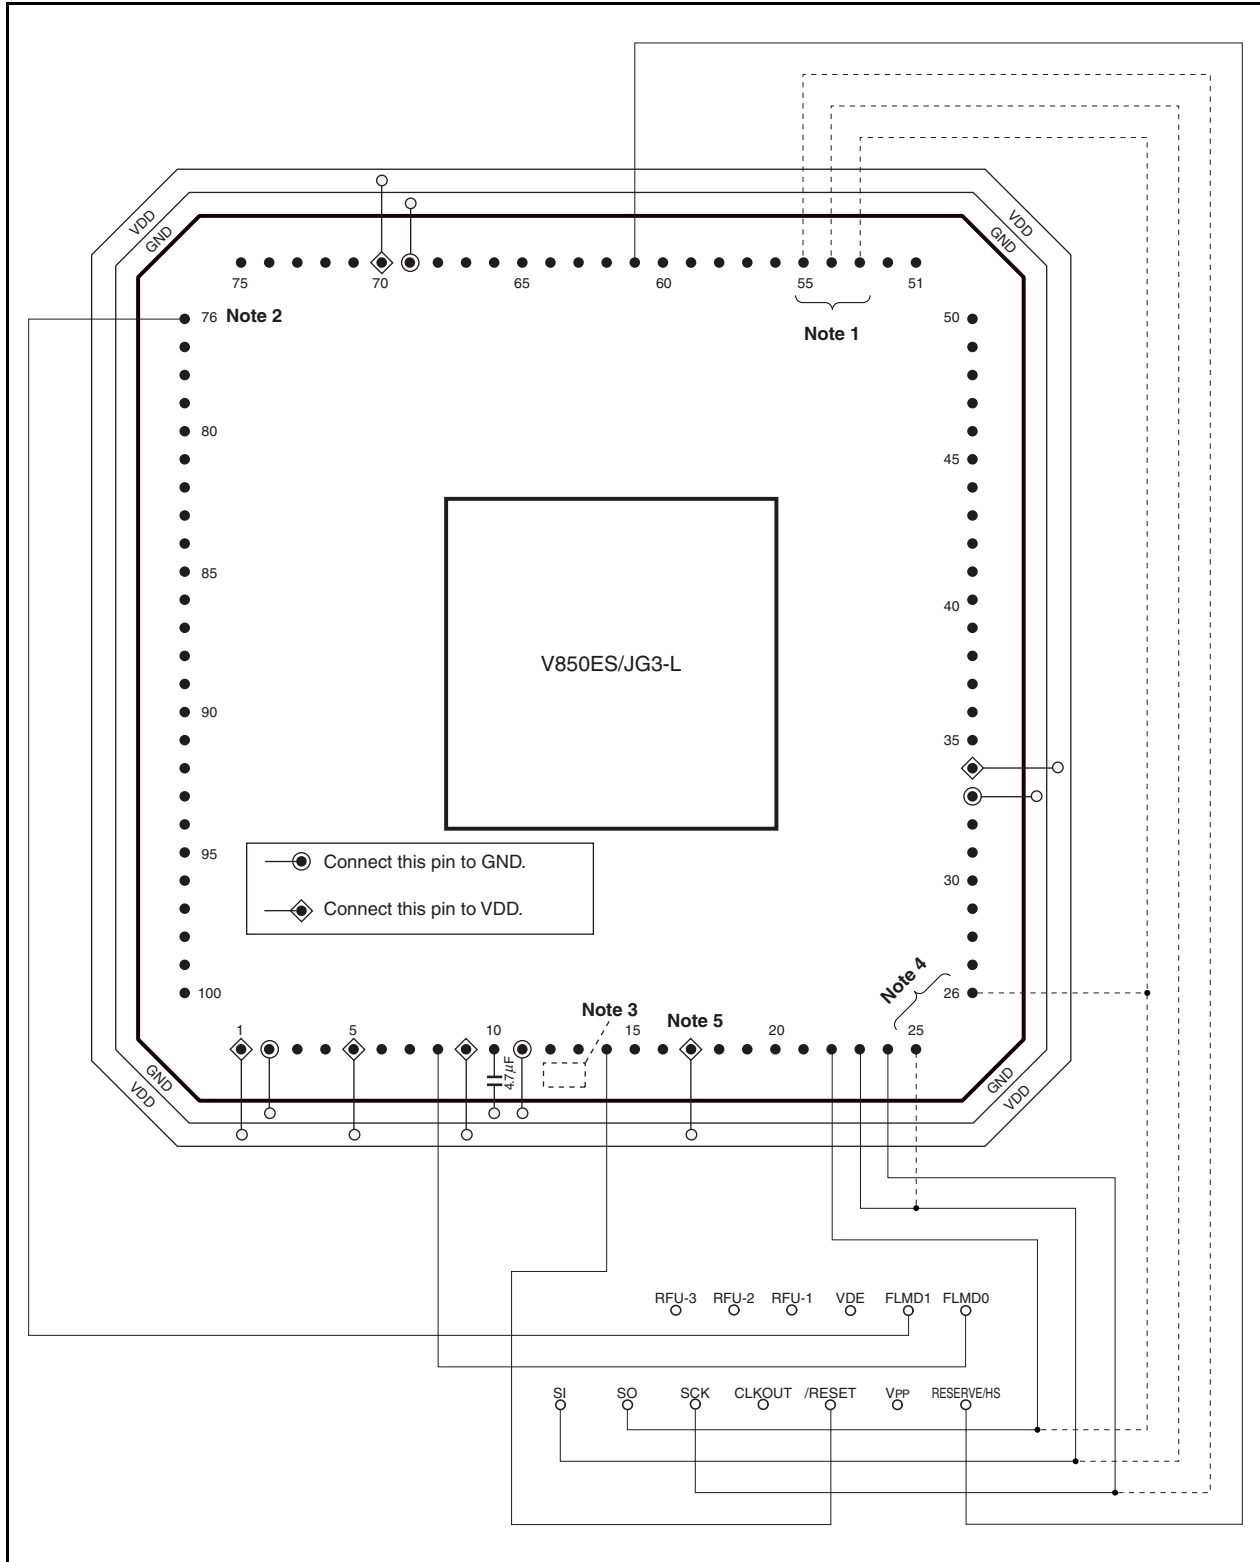 VDD
GND
VDD
GND
75 70 65 60 55 51
Note 1
76 Note 2
50
80
45
85
40
V850ES/JG3-L
90
35
95
Connect this pin to GND.
30
Connect this pin to VDD.
100
Note 4
26
Note 3
Note 5
1 5 10 15 20 25
4.7 µF
GND
VDD
GND
VDD
RFU-3 RFU-2 RFU-1 VDE FLMD1 FLMD0
SI SO SCK CLKOUT /RESET VPP RESERVE/HS